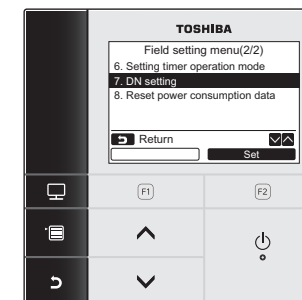 TOSHIBA
Field setting menu(2/2)
6. Setting timer operation mode
7. DN setting
8. Reset power consumption data
Return
Set
F1
F2